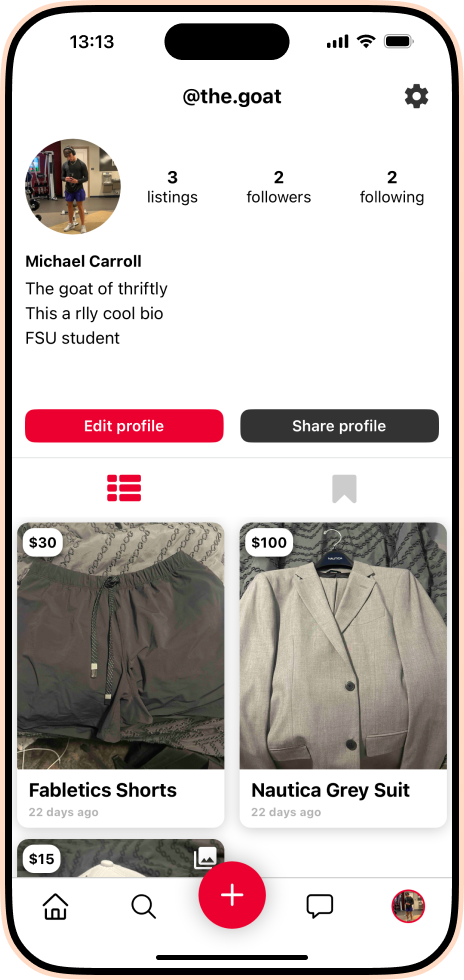 13:13
@the.goat
3
listings
2
followers
2
following
Michael Carroll
The goat of thriftly
This a rlly cool bio
FSU student
Edit profile
Share profile
$30
$100
NAUTICA
Fabletics Shorts
22 days ago
Nautica Grey Suit
22 days ago
$15